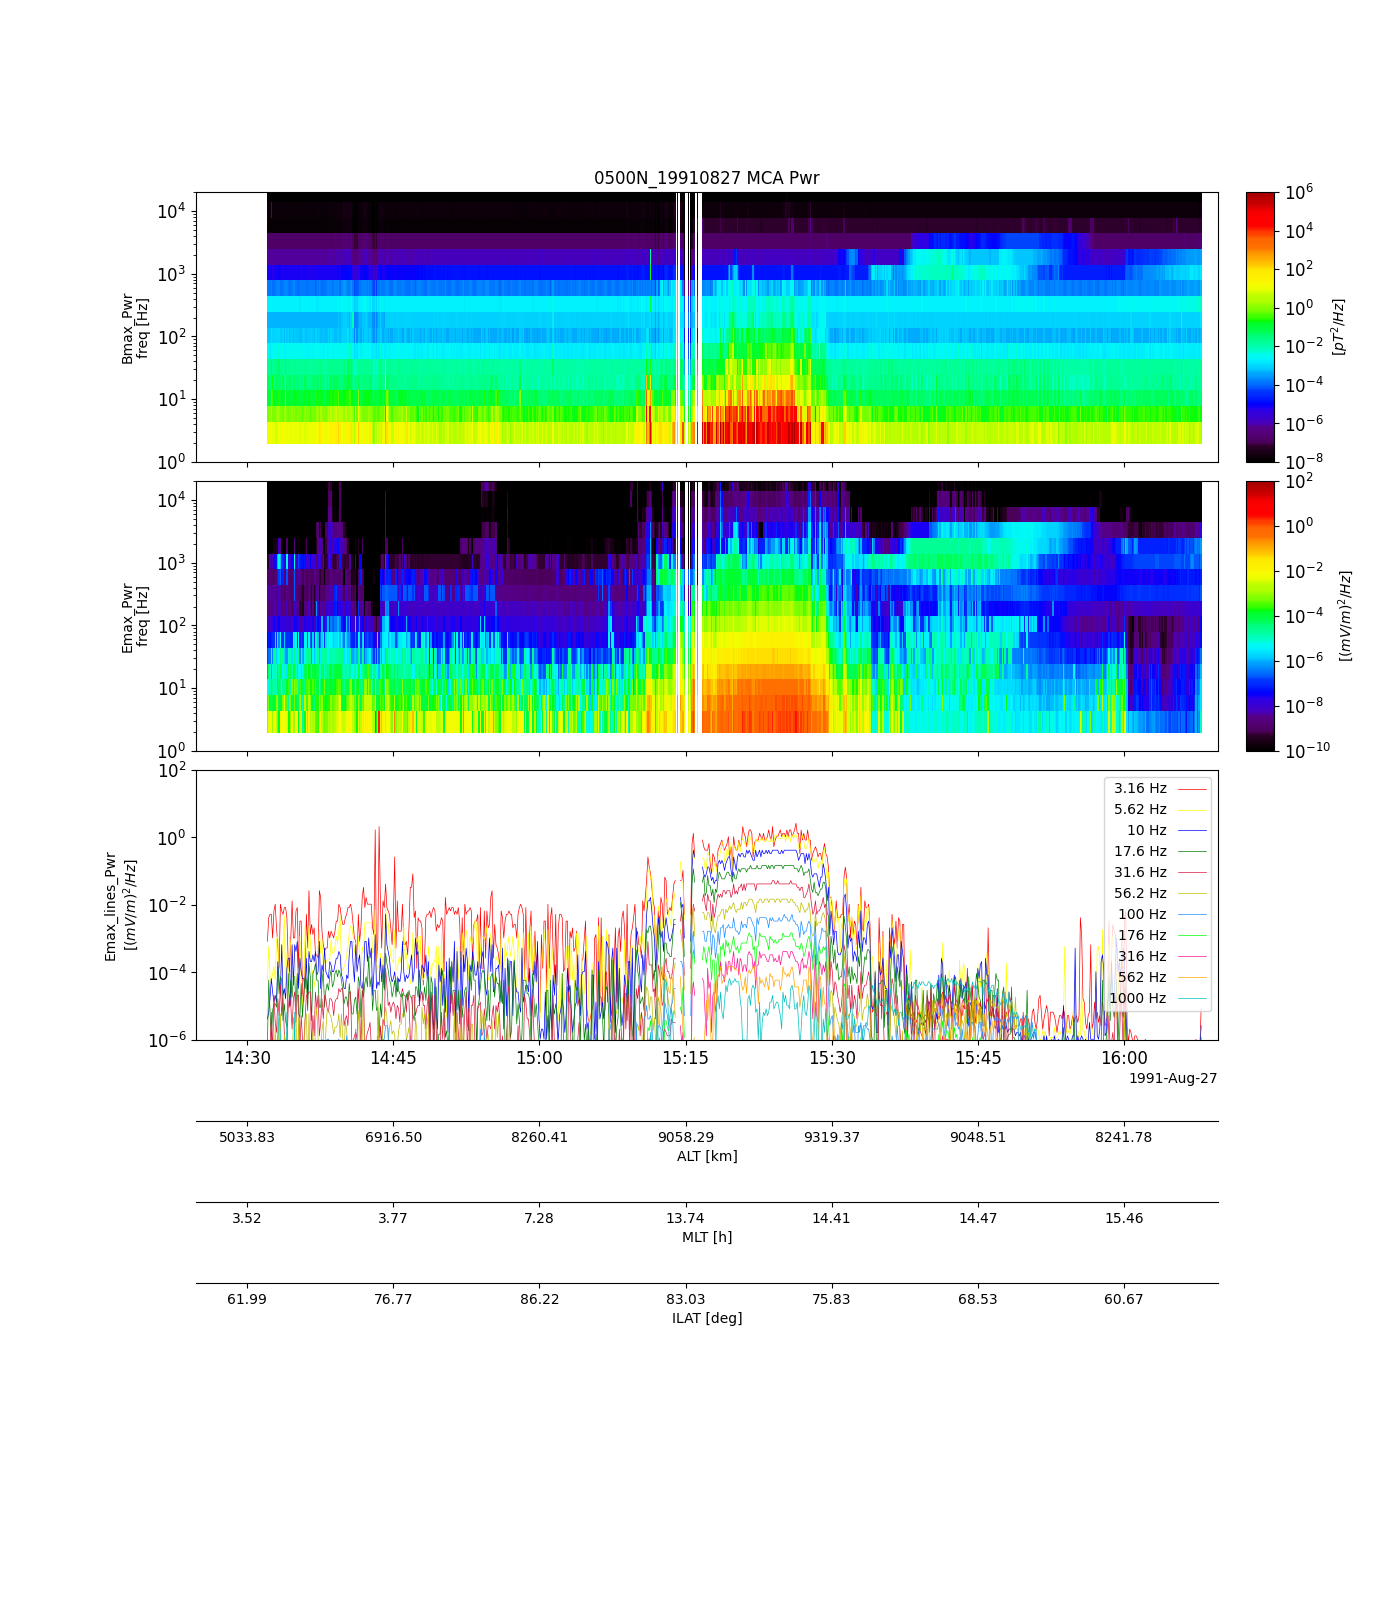 0500N_19910827 MCA Pwr
10^4
10^3
10^2
10^1
10^0
Bmax_Pwr
freq [Hz]
10^6
10^4
10^2
10^0
10^-2
10^-4
10^-6
10^-8
[pT^2/Hz]
10^4
10^3
10^2
10^1
10^0
Emax_Pwr
freq [Hz]
10^2
10^0
10^-2
10^-4
10^-6
10^-8
10^-10
[(mV/m)^2/Hz]
10^2
10^0
10^-2
10^-4
10^-6
Emax_lines_Pwr
[(mV/m)^2/Hz]
3.16 Hz
5.62 Hz
10 Hz
17.6 Hz
31.6 Hz
56.2 Hz
100 Hz
176 Hz
316 Hz
562 Hz
1000 Hz
14:30 14:45 15:00 15:15 15:30 15:45 16:00
1991-Aug-27
5033.83 6916.50 8260.41 9058.29 9319.37 9048.51 8241.78
ALT [km]
3.52 3.77 7.28 13.74 14.41 14.47 15.46
MLT [h]
61.99 76.77 86.22 83.03 75.83 68.53 60.67
ILAT [deg]